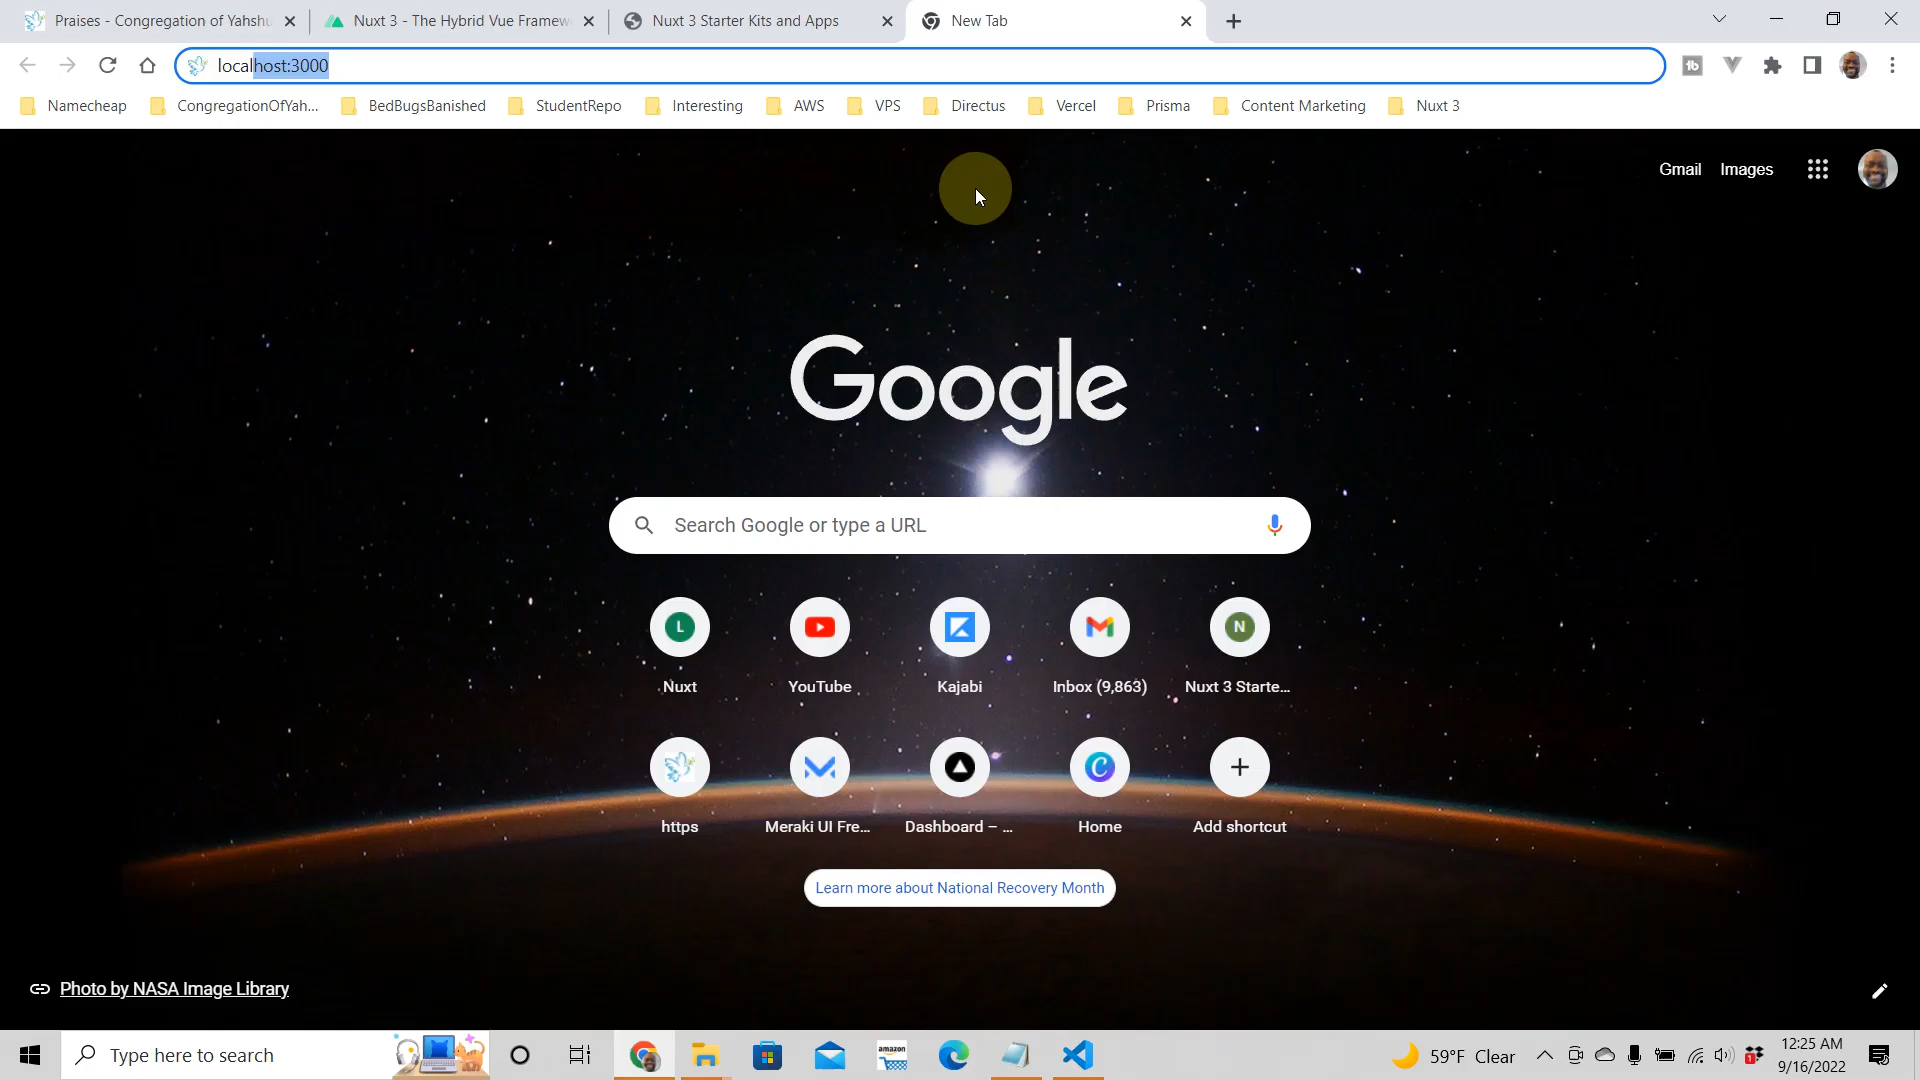 Praises - Congregation of Yahshu
Nuxt 3 - The Hybrid Vue Framew
Nuxt 3 Starter Kits and Apps
New Tab
localhost:3000
Namecheap
CongregationOfYah...
BedBugsBanished
StudentRepo
Interesting
AWS
VPS
Directus
Vercel
Prisma
Content Marketing
Nuxt 3
Gmail
Images
Google
Search Google or type a URL
L
N
Nuxt
YouTube
Kajabi
Inbox (9,863)
Nuxt 3 Starte...
https
Meraki UI Fre...
Dashboard – ...
Home
Add shortcut
Learn more about National Recovery Month
Photo by NASA Image Library
Type here to search
amazon
59°F Clear
12:25 AM
9/16/2022